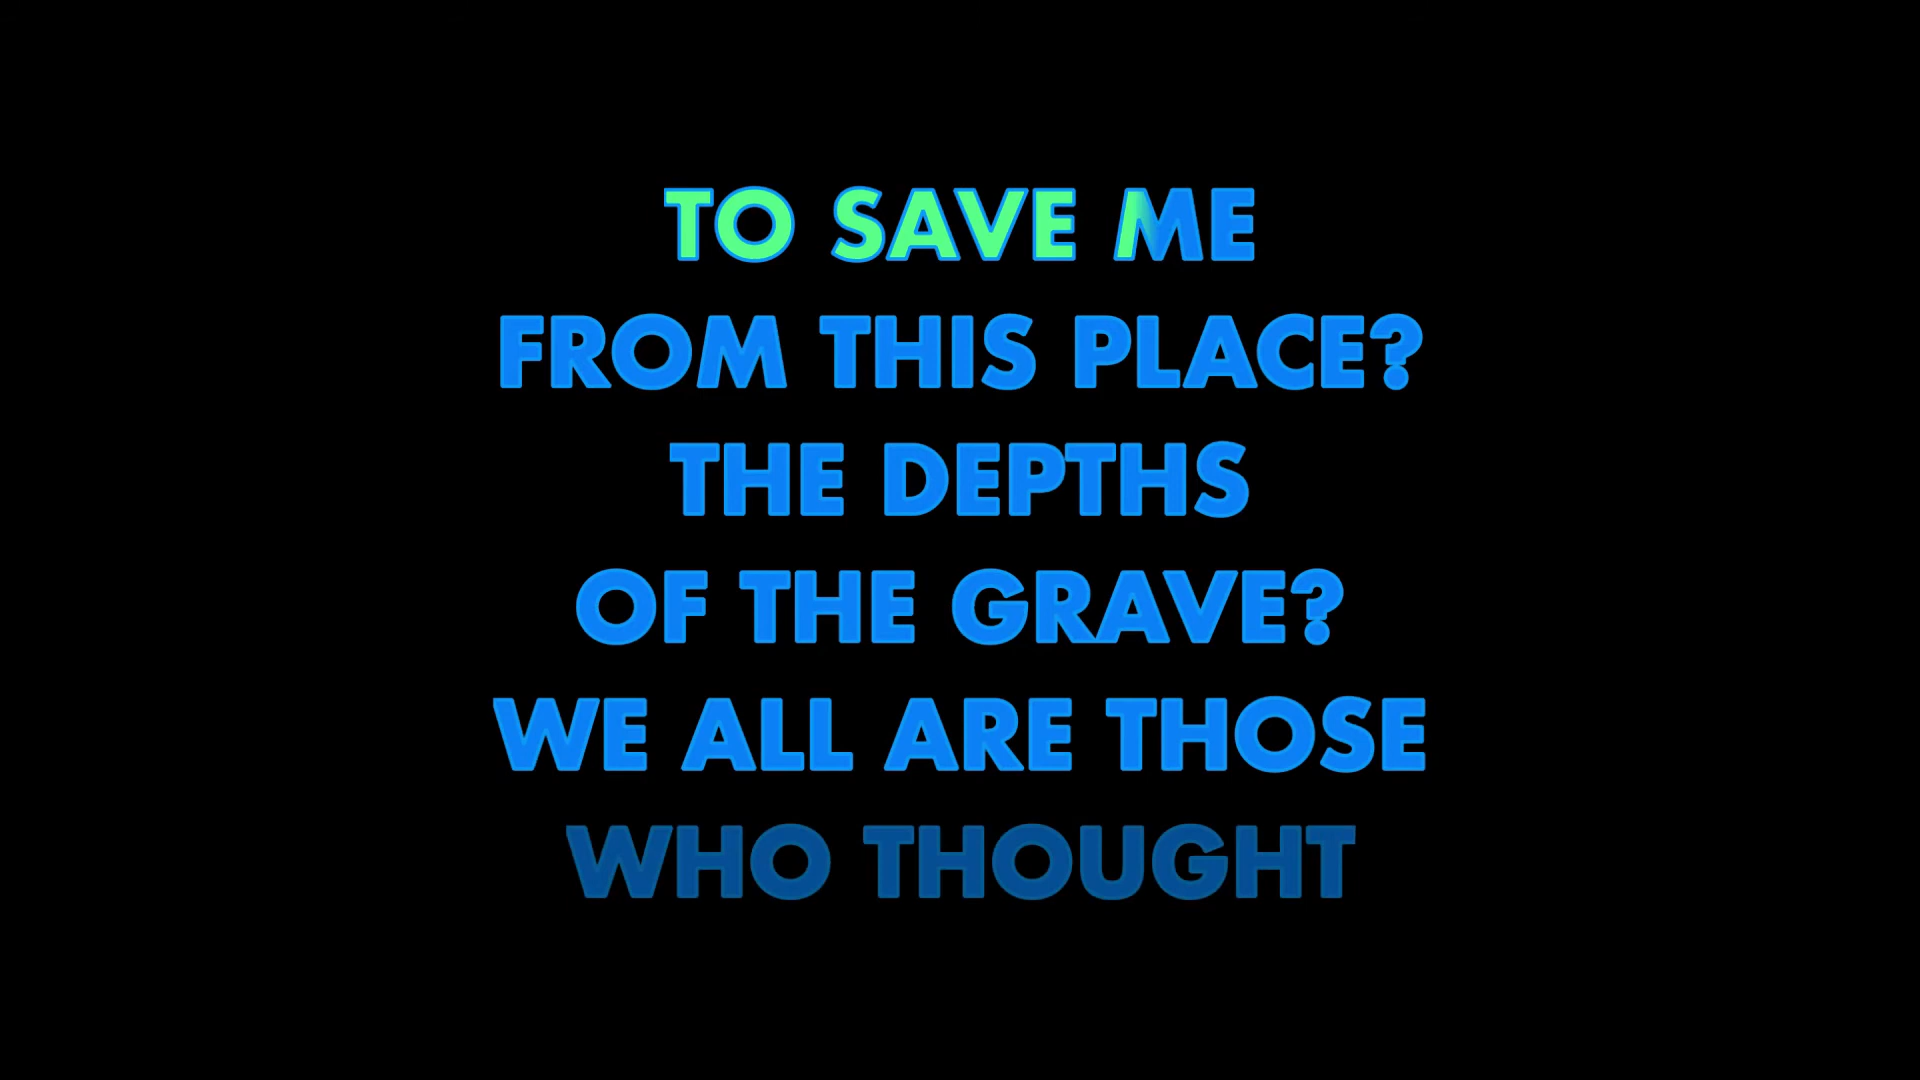 TO SAVE ME
FROM THIS PLACE?
THE DEPTHS
OF THE GRAVE?
WE ALL ARE THOSE
WHO THOUGHT